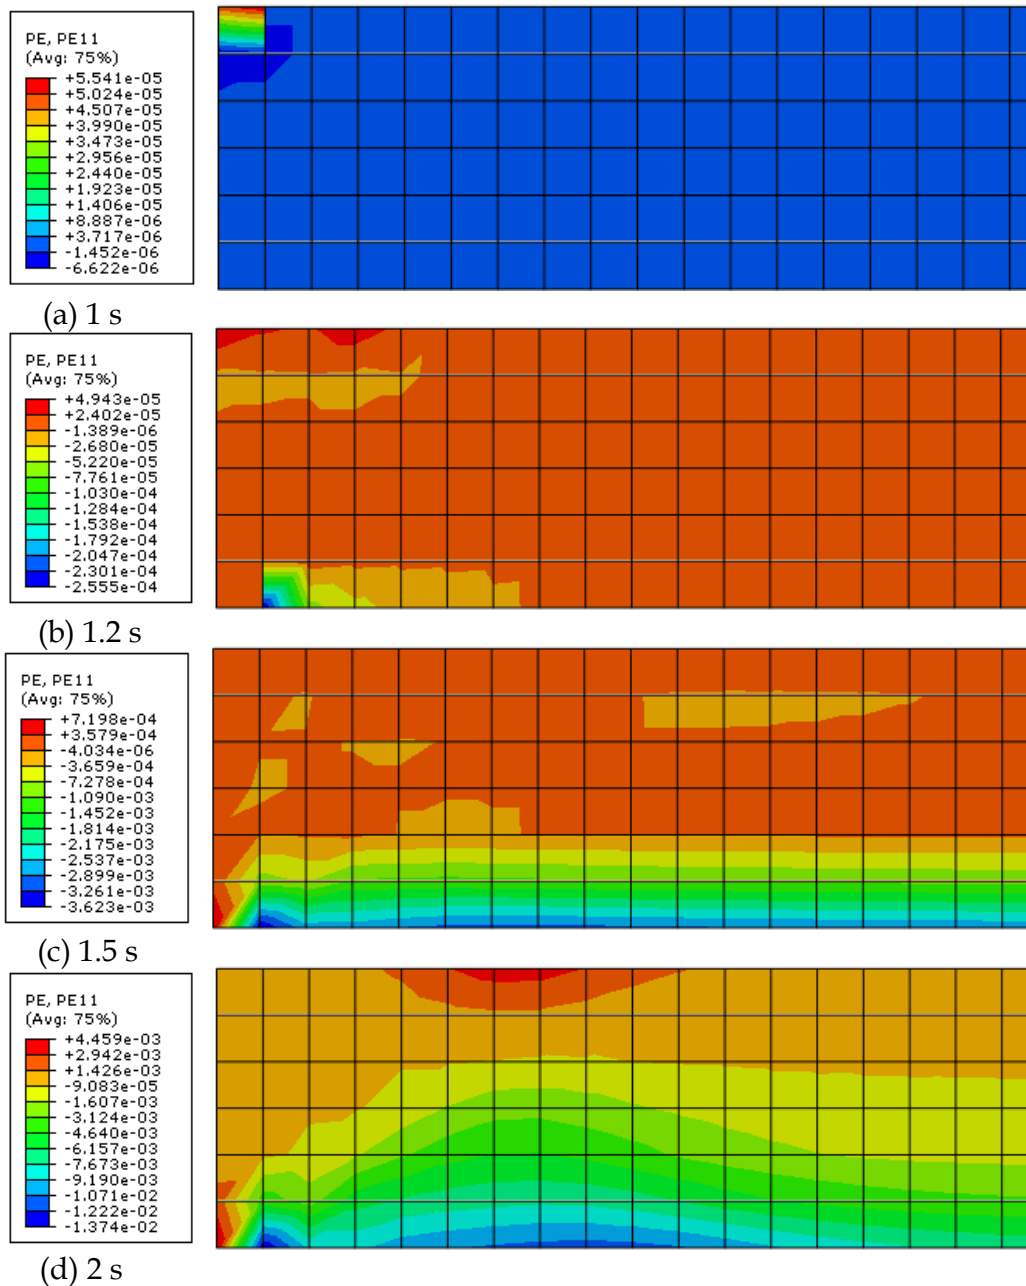 PE, PE11
(Avg: 75%)
+5.541e-05
+5.024e-05
+4.507e-05
+3.990e-05
+3.473e-05
+2.956e-05
+2.440e-05
+1.923e-05
+1.406e-05
+8.887e-06
+3.717e-06
-1.452e-06
-6.622e-06
(a) 1 s
PE, PE11
(Avg: 75%)
+4.943e-05
+2.402e-05
-1.389e-06
-2.680e-05
-5.220e-05
-7.761e-05
-1.030e-04
-1.284e-04
-1.538e-04
-1.792e-04
-2.047e-04
-2.301e-04
-2.555e-04
(b) 1.2 s
PE, PE11
(Avg: 75%)
+7.198e-04
+3.579e-04
-4.034e-06
-3.659e-04
-7.278e-04
-1.090e-03
-1.452e-03
-1.814e-03
-2.175e-03
-2.537e-03
-2.899e-03
-3.261e-03
-3.623e-03
(c) 1.5 s
PE, PE11
(Avg: 75%)
+4.459e-03
+2.942e-03
+1.426e-03
-9.083e-05
-1.607e-03
-3.124e-03
-4.640e-03
-6.157e-03
-7.673e-03
-9.190e-03
-1.071e-02
-1.222e-02
-1.374e-02
(d) 2 s